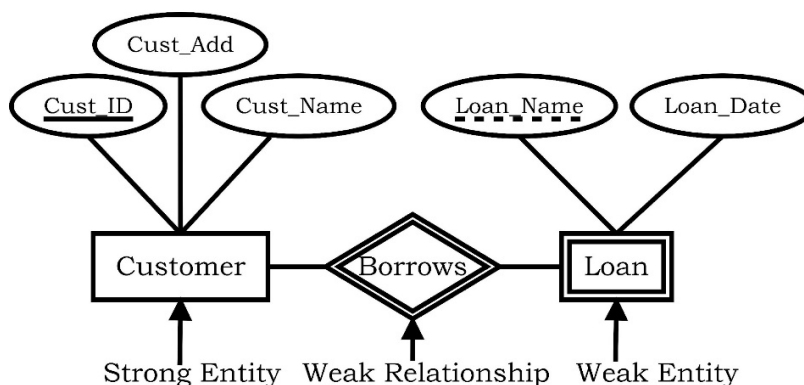 Cust_Add
Cust_ID
Cust_Name
Loan_Name
Loan_Date
Customer
Borrows
Loan
Strong Entity
Weak Relationship
Weak Entity